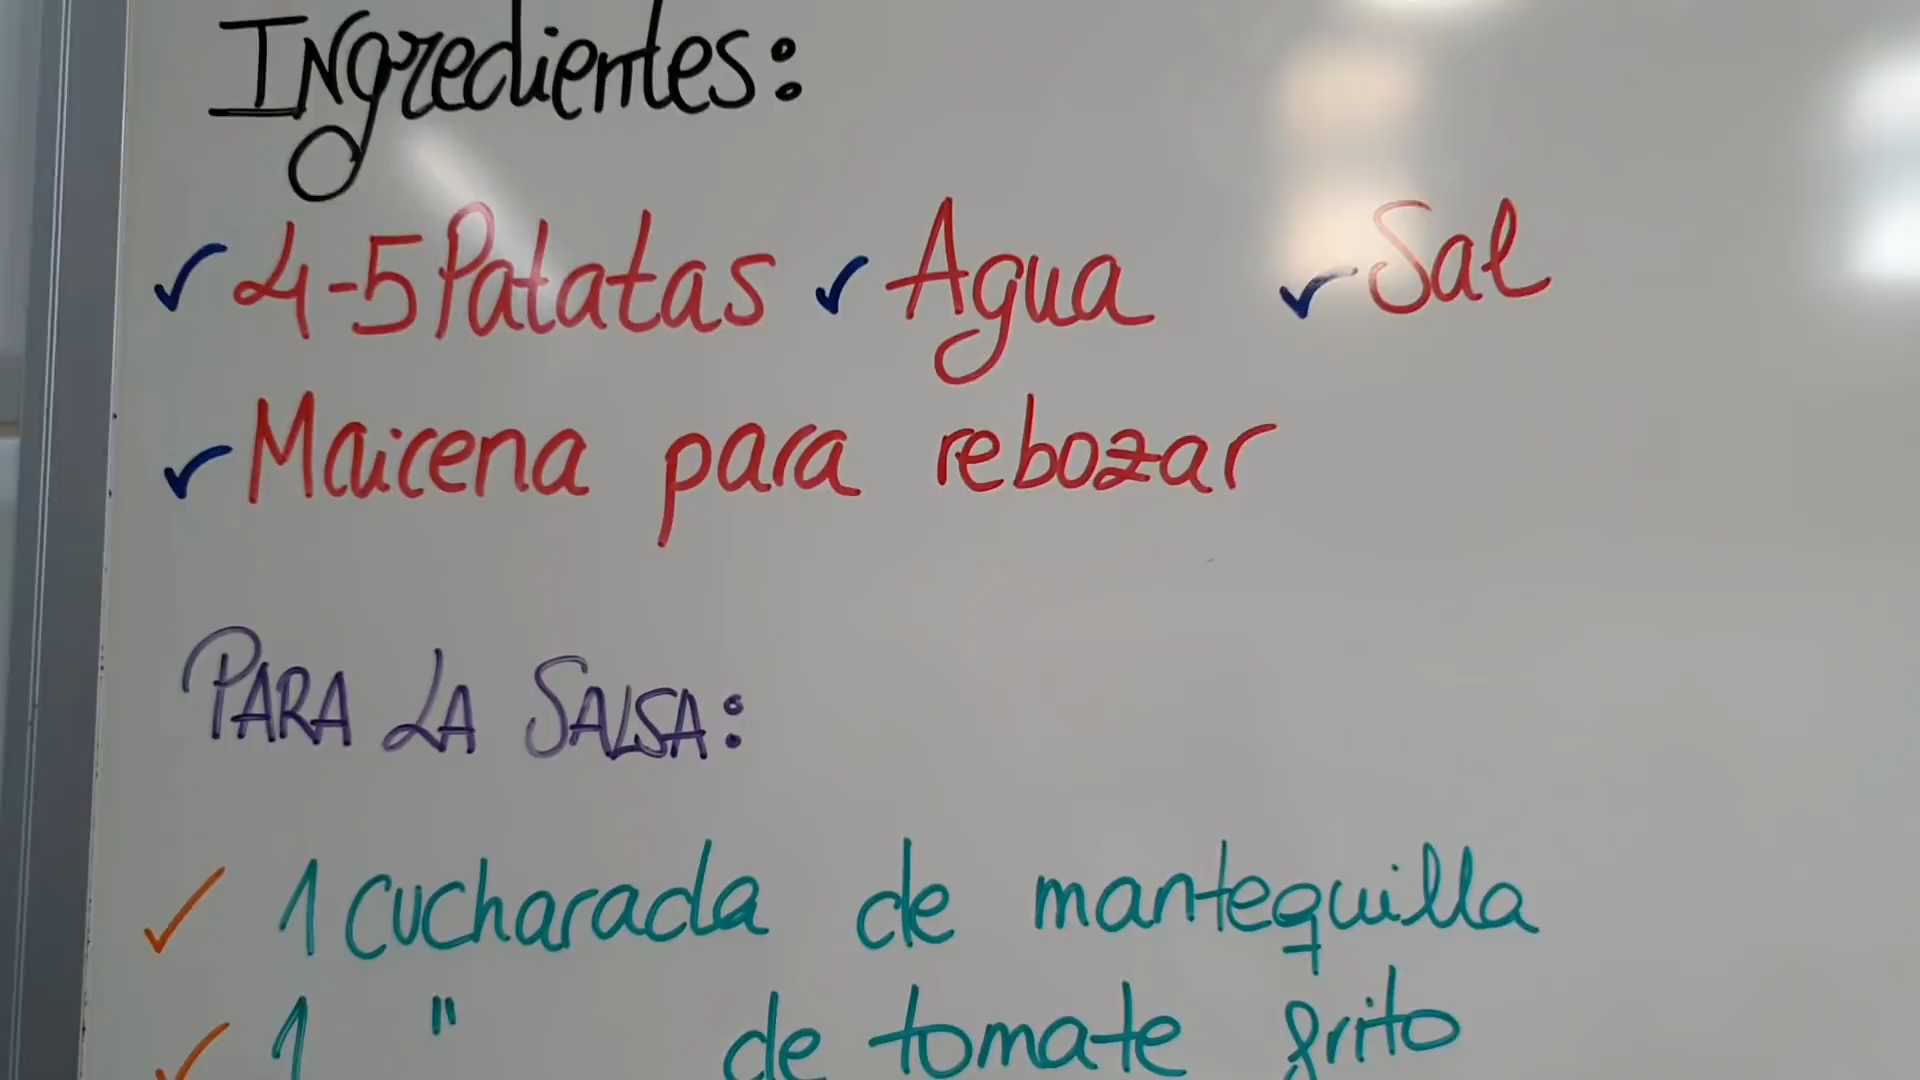 Ingredientes:
✓ 4-5 Patatas ✓ Agua ✓ Sal
✓ Maicena para rebozar
PARA LA SALSA:
✓ 1 cucharada de mantequilla
✓ 1 " de tomate frito